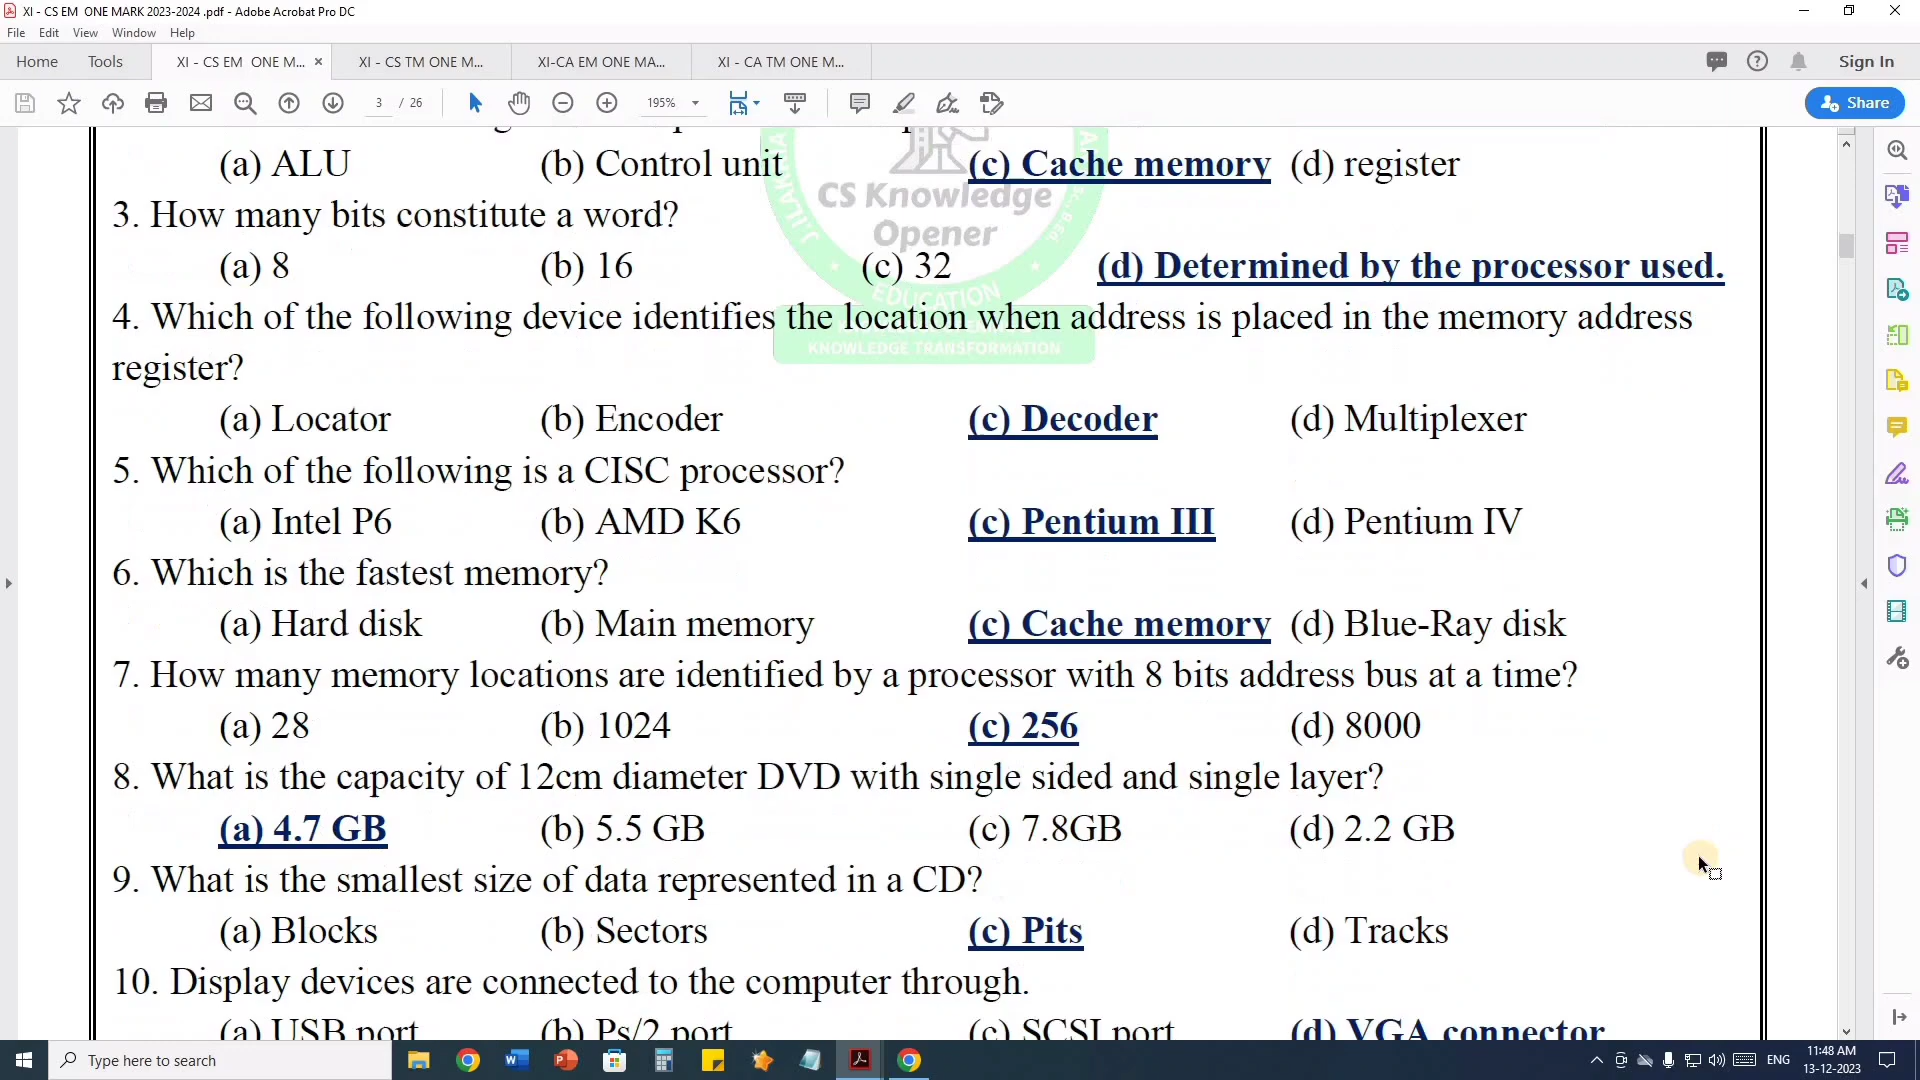 XI - CS EM  ONE MARK 2023-2024 .pdf - Adobe Acrobat Pro DC
File Edit View Window Help
Home Tools XI - CS EM  ONE M... × XI - CS TM ONE M... XI-CA EM ONE MA... XI - CA TM ONE M... Sign In
3 / 26 195% Share
(a) ALU (b) Control unit (c) Cache memory (d) register
CS Knowledge
Opener
3. How many bits constitute a word?
(a) 8 (b) 16 (c) 32 (d) Determined by the processor used.
EDUCATION
4. Which of the following device identifies the location when address is placed in the memory address
KNOWLEDGE TRANSFORMATION
register?
(a) Locator (b) Encoder (c) Decoder (d) Multiplexer
5. Which of the following is a CISC processor?
(a) Intel P6 (b) AMD K6 (c) Pentium III (d) Pentium IV
6. Which is the fastest memory?
(a) Hard disk (b) Main memory (c) Cache memory (d) Blue-Ray disk
7. How many memory locations are identified by a processor with 8 bits address bus at a time?
(a) 28 (b) 1024 (c) 256 (d) 8000
8. What is the capacity of 12cm diameter DVD with single sided and single layer?
(a) 4.7 GB (b) 5.5 GB (c) 7.8GB (d) 2.2 GB
9. What is the smallest size of data represented in a CD?
(a) Blocks (b) Sectors (c) Pits (d) Tracks
10. Display devices are connected to the computer through.
(a) USB port (b) Ps/2 port (c) SCSI port (d) VGA connector
Type here to search ENG 11:48 AM
13-12-2023